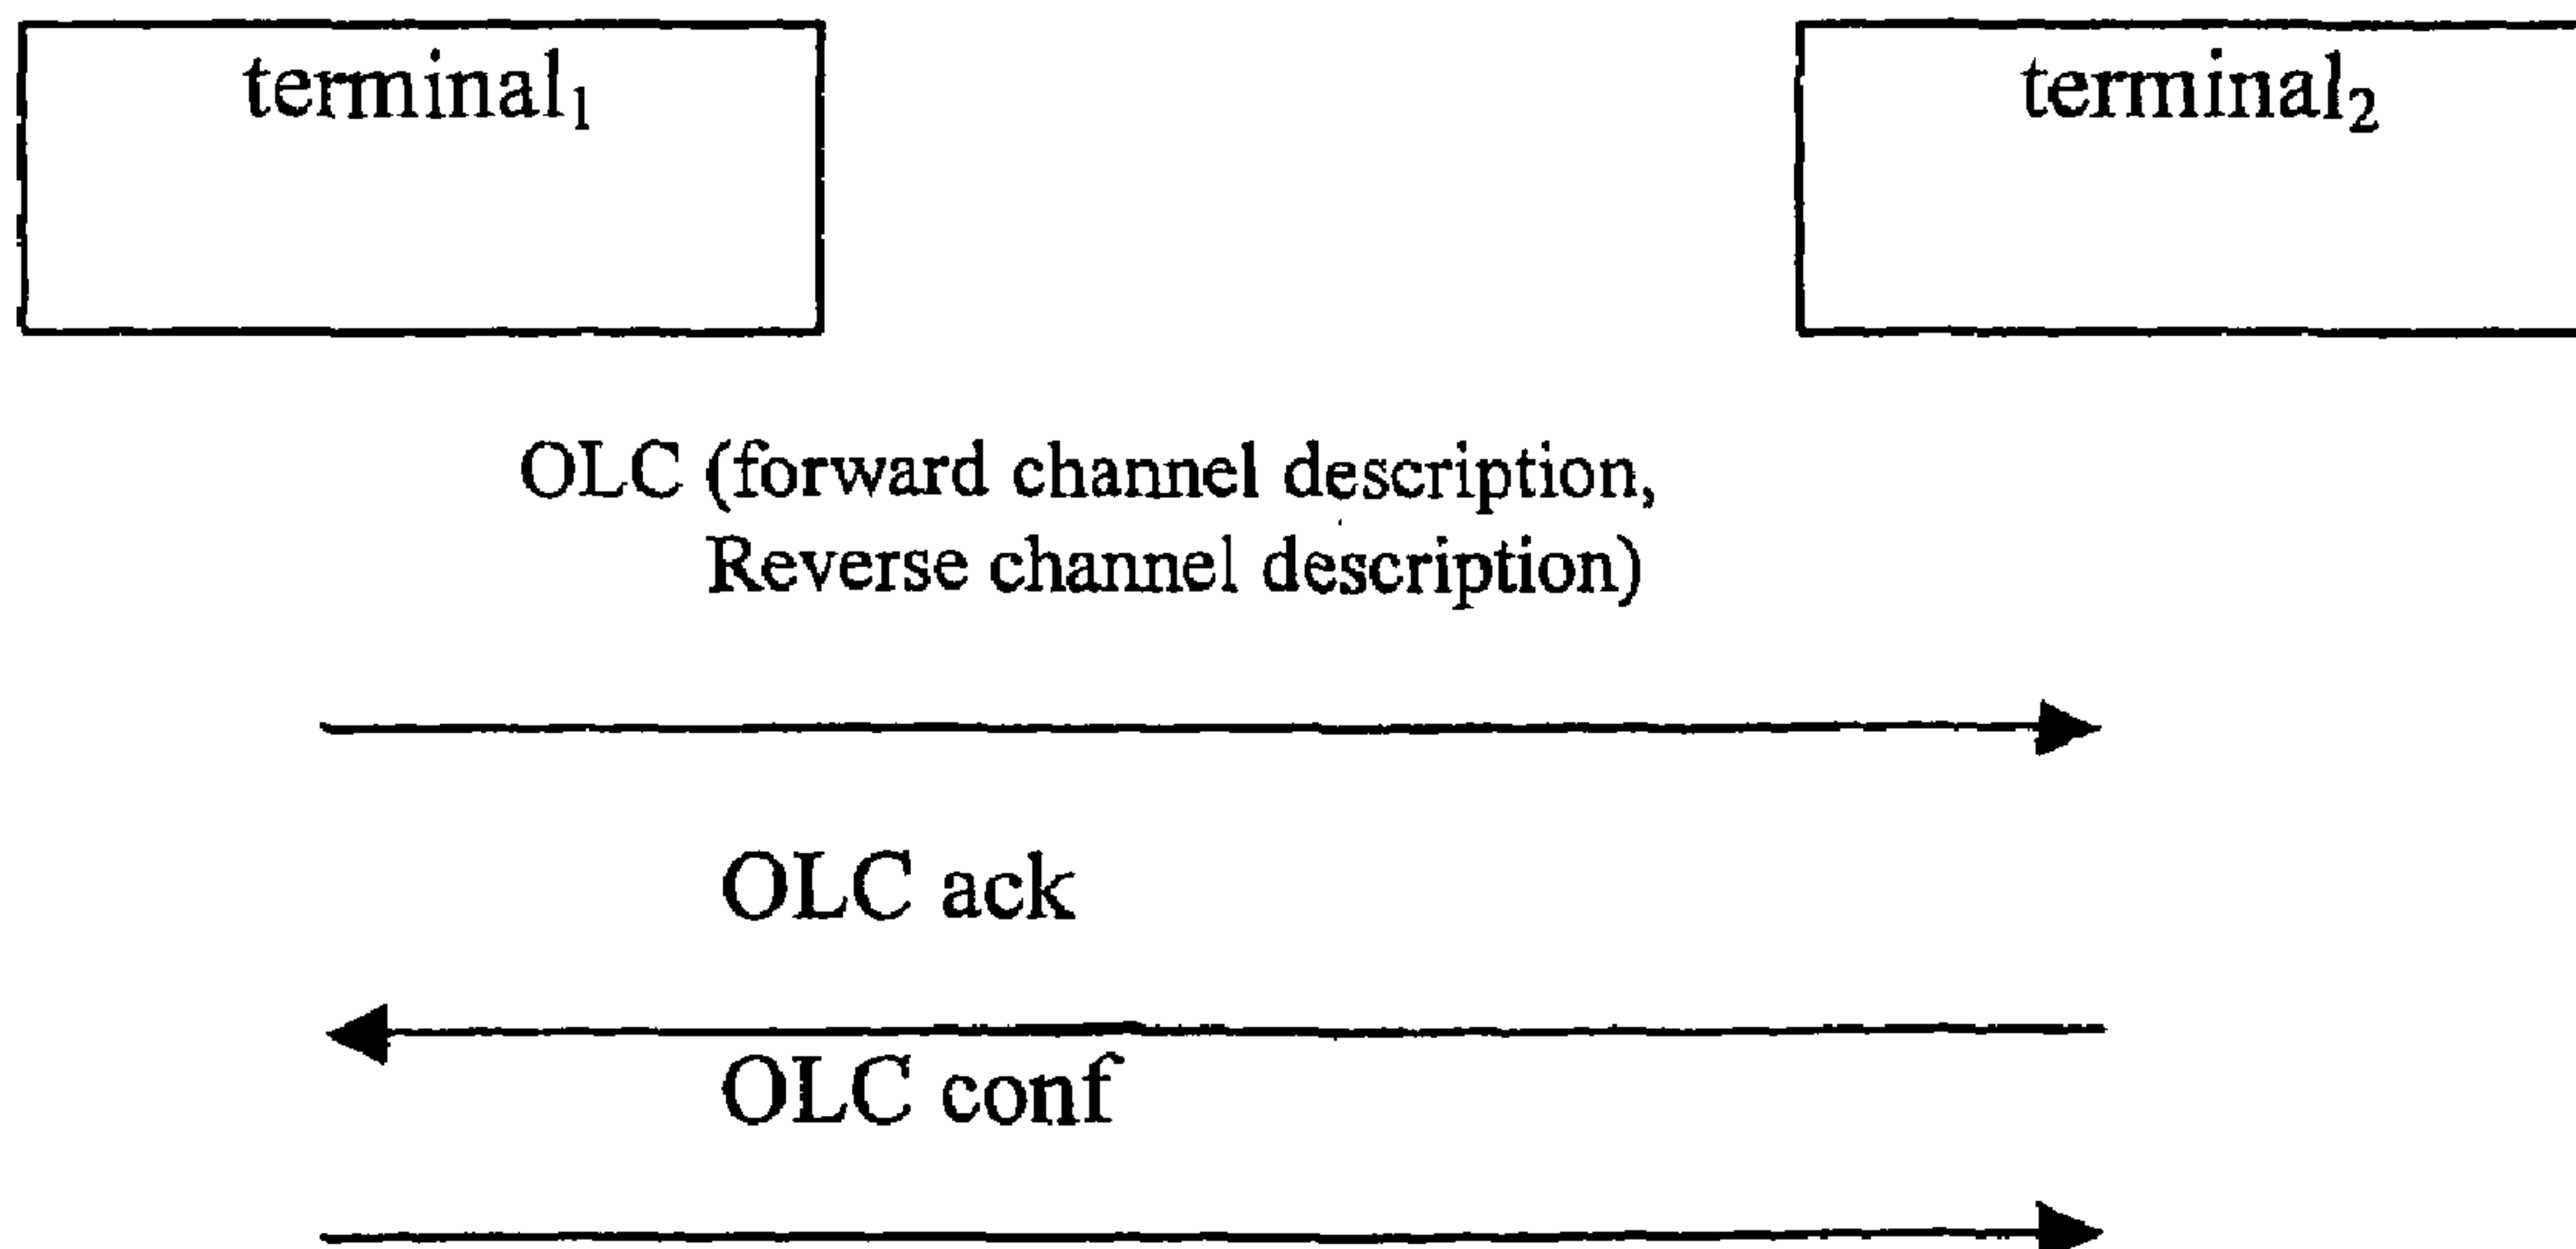 terminal₁
terminal₂
OLC (forward channel description,
Reverse channel description)
OLC ack
OLC conf